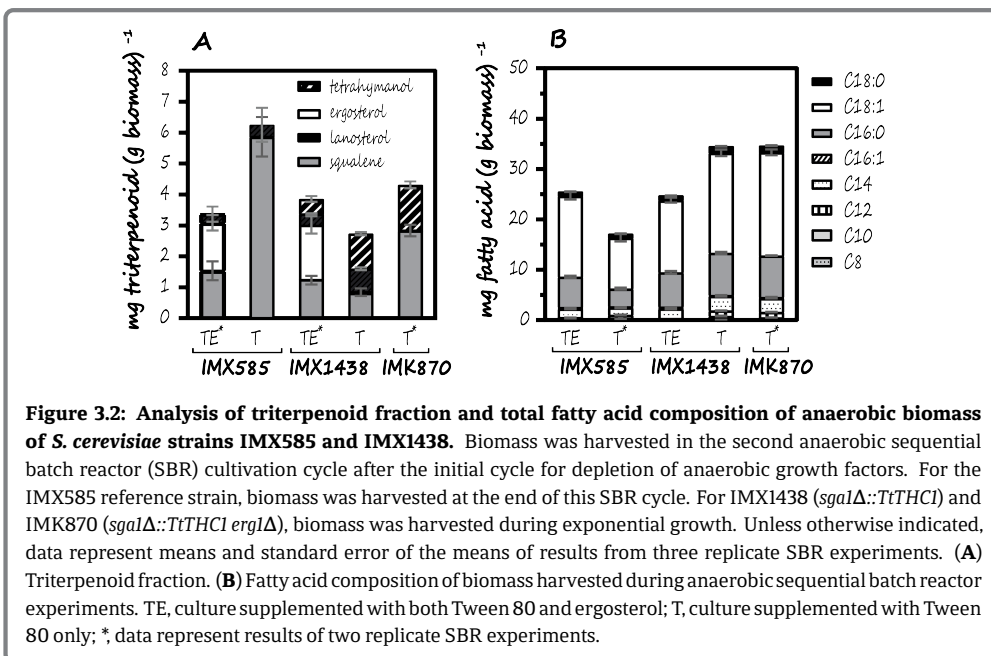 A
mg triterpenoid (g biomass) -1
8
7
6
5
4
3
2
1
0
tetrahymanol
ergosterol
lanosterol
squalene
TE* T TE* T T*
IMX585 IMX1438 IMK870
B
mg fatty acid (g biomass) -1
50
40
30
20
10
0
TE T* TE T T*
IMX585 IMX1438 IMK870
C18:0
C18:1
C16:0
C16:1
C14
C12
C10
C8
Figure 3.2: Analysis of triterpenoid fraction and total fatty acid composition of anaerobic biomass
of S. cerevisiae strains IMX585 and IMX1438. Biomass was harvested in the second anaerobic sequential
batch reactor (SBR) cultivation cycle after the initial cycle for depletion of anaerobic growth factors. For the
IMX585 reference strain, biomass was harvested at the end of this SBR cycle. For IMX1438 (sga1Δ::TtTHC1) and
IMK870 (sga1Δ::TtTHC1 erg1Δ), biomass was harvested during exponential growth. Unless otherwise indicated,
data represent means and standard error of the means of results from three replicate SBR experiments. (A)
Triterpenoid fraction. (B) Fatty acid composition of biomass harvested during anaerobic sequential batch reactor
experiments. TE, culture supplemented with both Tween 80 and ergosterol; T, culture supplemented with Tween
80 only; *, data represent results of two replicate SBR experiments.